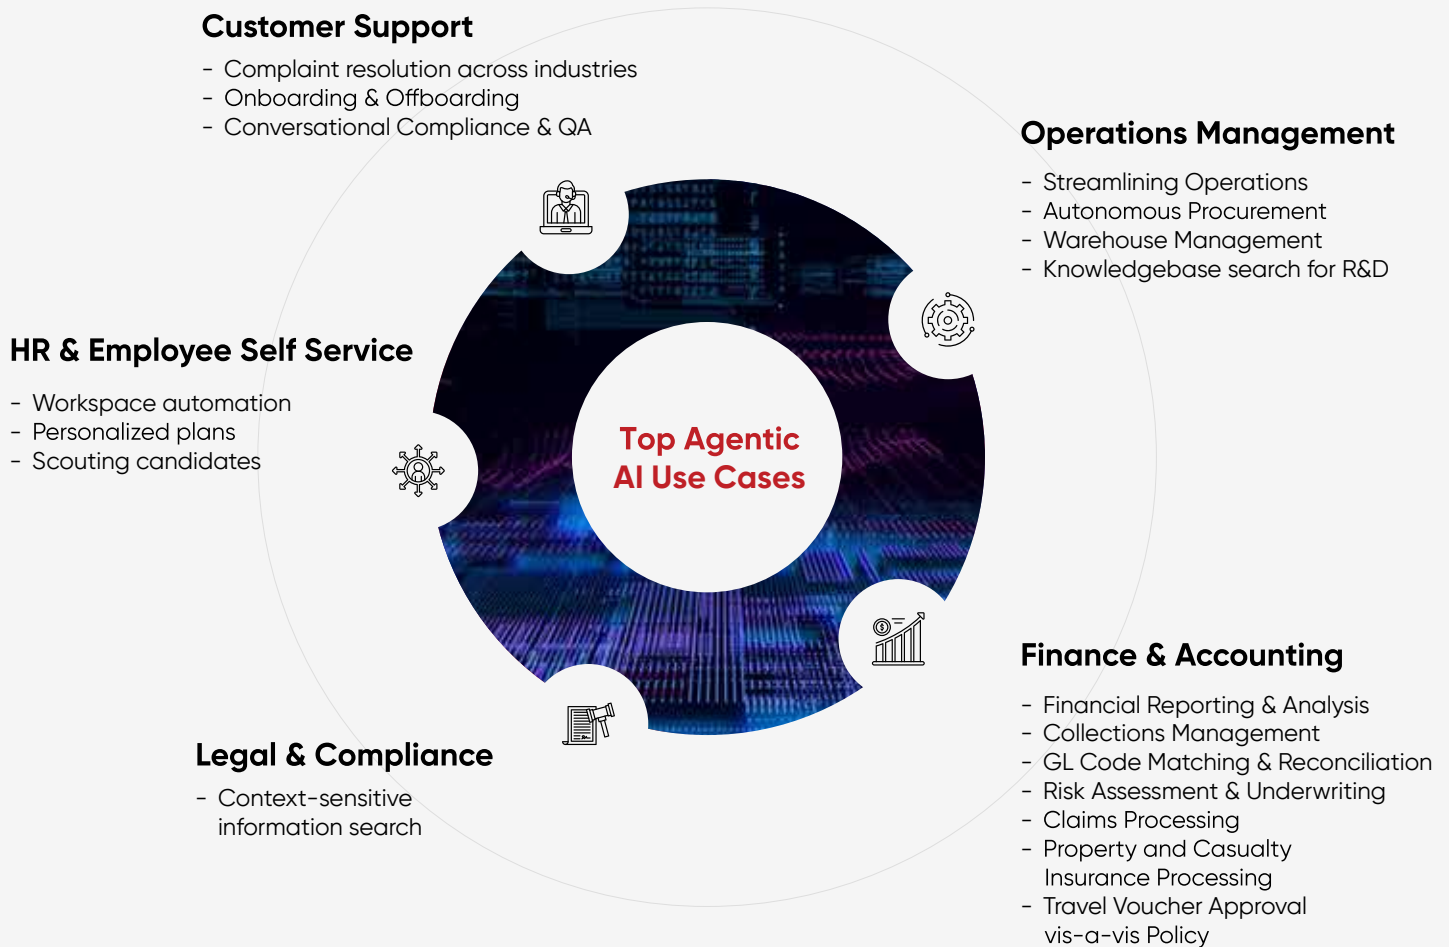 Customer Support
- Complaint resolution across industries
- Onboarding & Offboarding
- Conversational Compliance & QA
Operations Management
- Streamlining Operations
- Autonomous Procurement
- Warehouse Management
- Knowledgebase search for R&D
HR & Employee Self Service
- Workspace automation
- Personalized plans
- Scouting candidates
Top Agentic
AI Use Cases
Finance & Accounting
- Financial Reporting & Analysis
- Collections Management
- GL Code Matching & Reconciliation
- Risk Assessment & Underwriting
- Claims Processing
- Property and Casualty
Insurance Processing
- Travel Voucher Approval
vis-a-vis Policy
Legal & Compliance
- Context-sensitive
information search